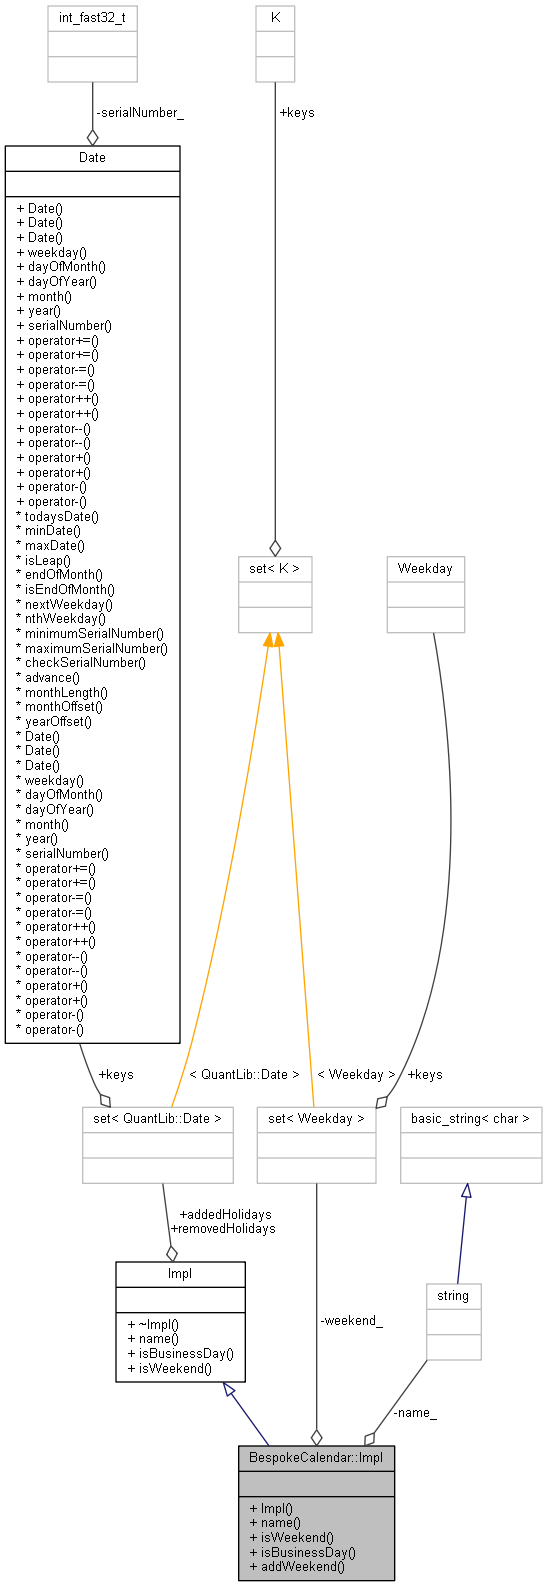 int_fast32_t
K
-serialNumber_
+keys
Date
+ Date()
+ Date()
+ Date()
+ weekday()
+ dayOfMonth()
+ dayOfYear()
+ month()
+ year()
+ serialNumber()
+ operator+=()
+ operator+=()
+ operator-=()
+ operator-=()
+ operator++()
+ operator++()
+ operator--()
+ operator--()
+ operator+()
+ operator+()
+ operator-()
+ operator-()
* todaysDate()
* minDate()
* maxDate()
* isLeap()
* endOfMonth()
* isEndOfMonth()
* nextWeekday()
* nthWeekday()
* minimumSerialNumber()
* maximumSerialNumber()
* checkSerialNumber()
* advance()
* monthLength()
* monthOffset()
* yearOffset()
* Date()
* Date()
* Date()
* weekday()
* dayOfMonth()
* dayOfYear()
* month()
* year()
* serialNumber()
* operator+=()
* operator+=()
* operator-=()
* operator-=()
* operator++()
* operator++()
* operator--()
* operator--()
* operator+()
* operator+()
* operator-()
* operator-()
set< K >
Weekday
+keys
< QuantLib::Date >
< Weekday >
+keys
set< QuantLib::Date >
set< Weekday >
basic_string< char >
+addedHolidays
+removedHolidays
Impl
+ ~Impl()
+ name()
+ isBusinessDay()
+ isWeekend()
string
-weekend_
-name_
BespokeCalendar::Impl
+ Impl()
+ name()
+ isWeekend()
+ isBusinessDay()
+ addWeekend()